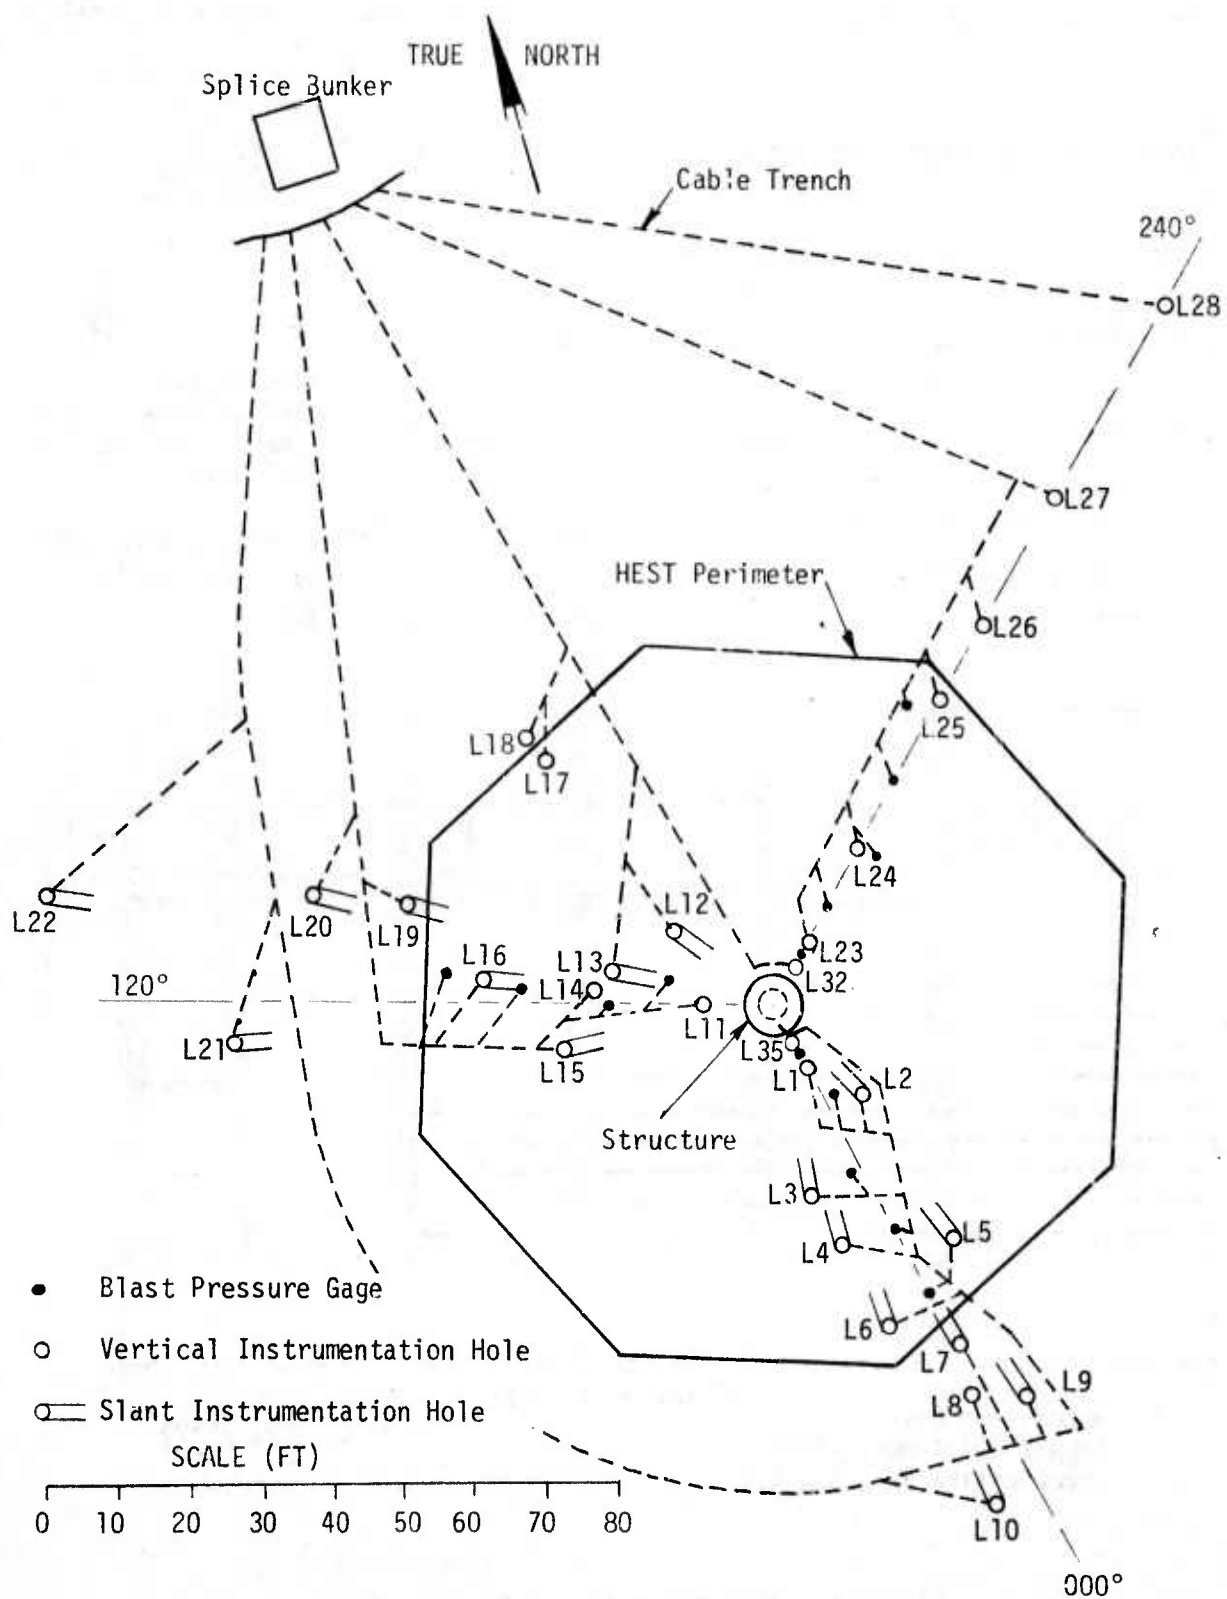 TRUE NORTH
Splice Bunker
Cable Trench
240°
L28
L27
HEST Perimeter
L26
L25
L18
L17
L24
L22
L20
L19
L12
L23
L16
L13
L32
120°
L14
L11
L21
L15
L35
L1
L2
Structure
L3
L4
L5
Blast Pressure Gage
L6
Vertical Instrumentation Hole
L7
L9
L8
Slant Instrumentation Hole
SCALE (FT)
0 10 20 30 40 50 60 70 80
L10
000°